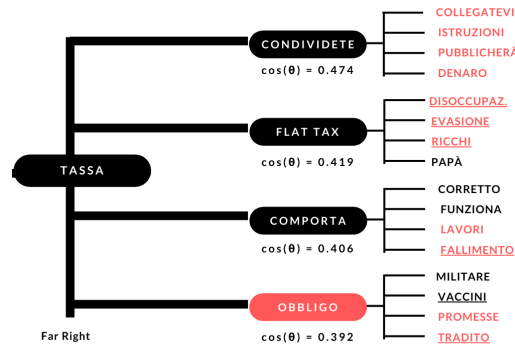 TASSA
CONDIVIDETE
cos(θ) = 0.474
COLLEGATEVI
ISTRUZIONI
PUBBLICHERÀ
DENARO
FLAT TAX
cos(θ) = 0.419
DISOCCUPAZ.
EVASIONE
RICCHI
PAPÀ
COMPORTA
cos(θ) = 0.406
CORRETTO
FUNZIONA
LAVORI
FALLIMENTO
OBBLIGO
cos(θ) = 0.392
MILITARE
VACCINI
PROMESSE
TRADITO
Far Right